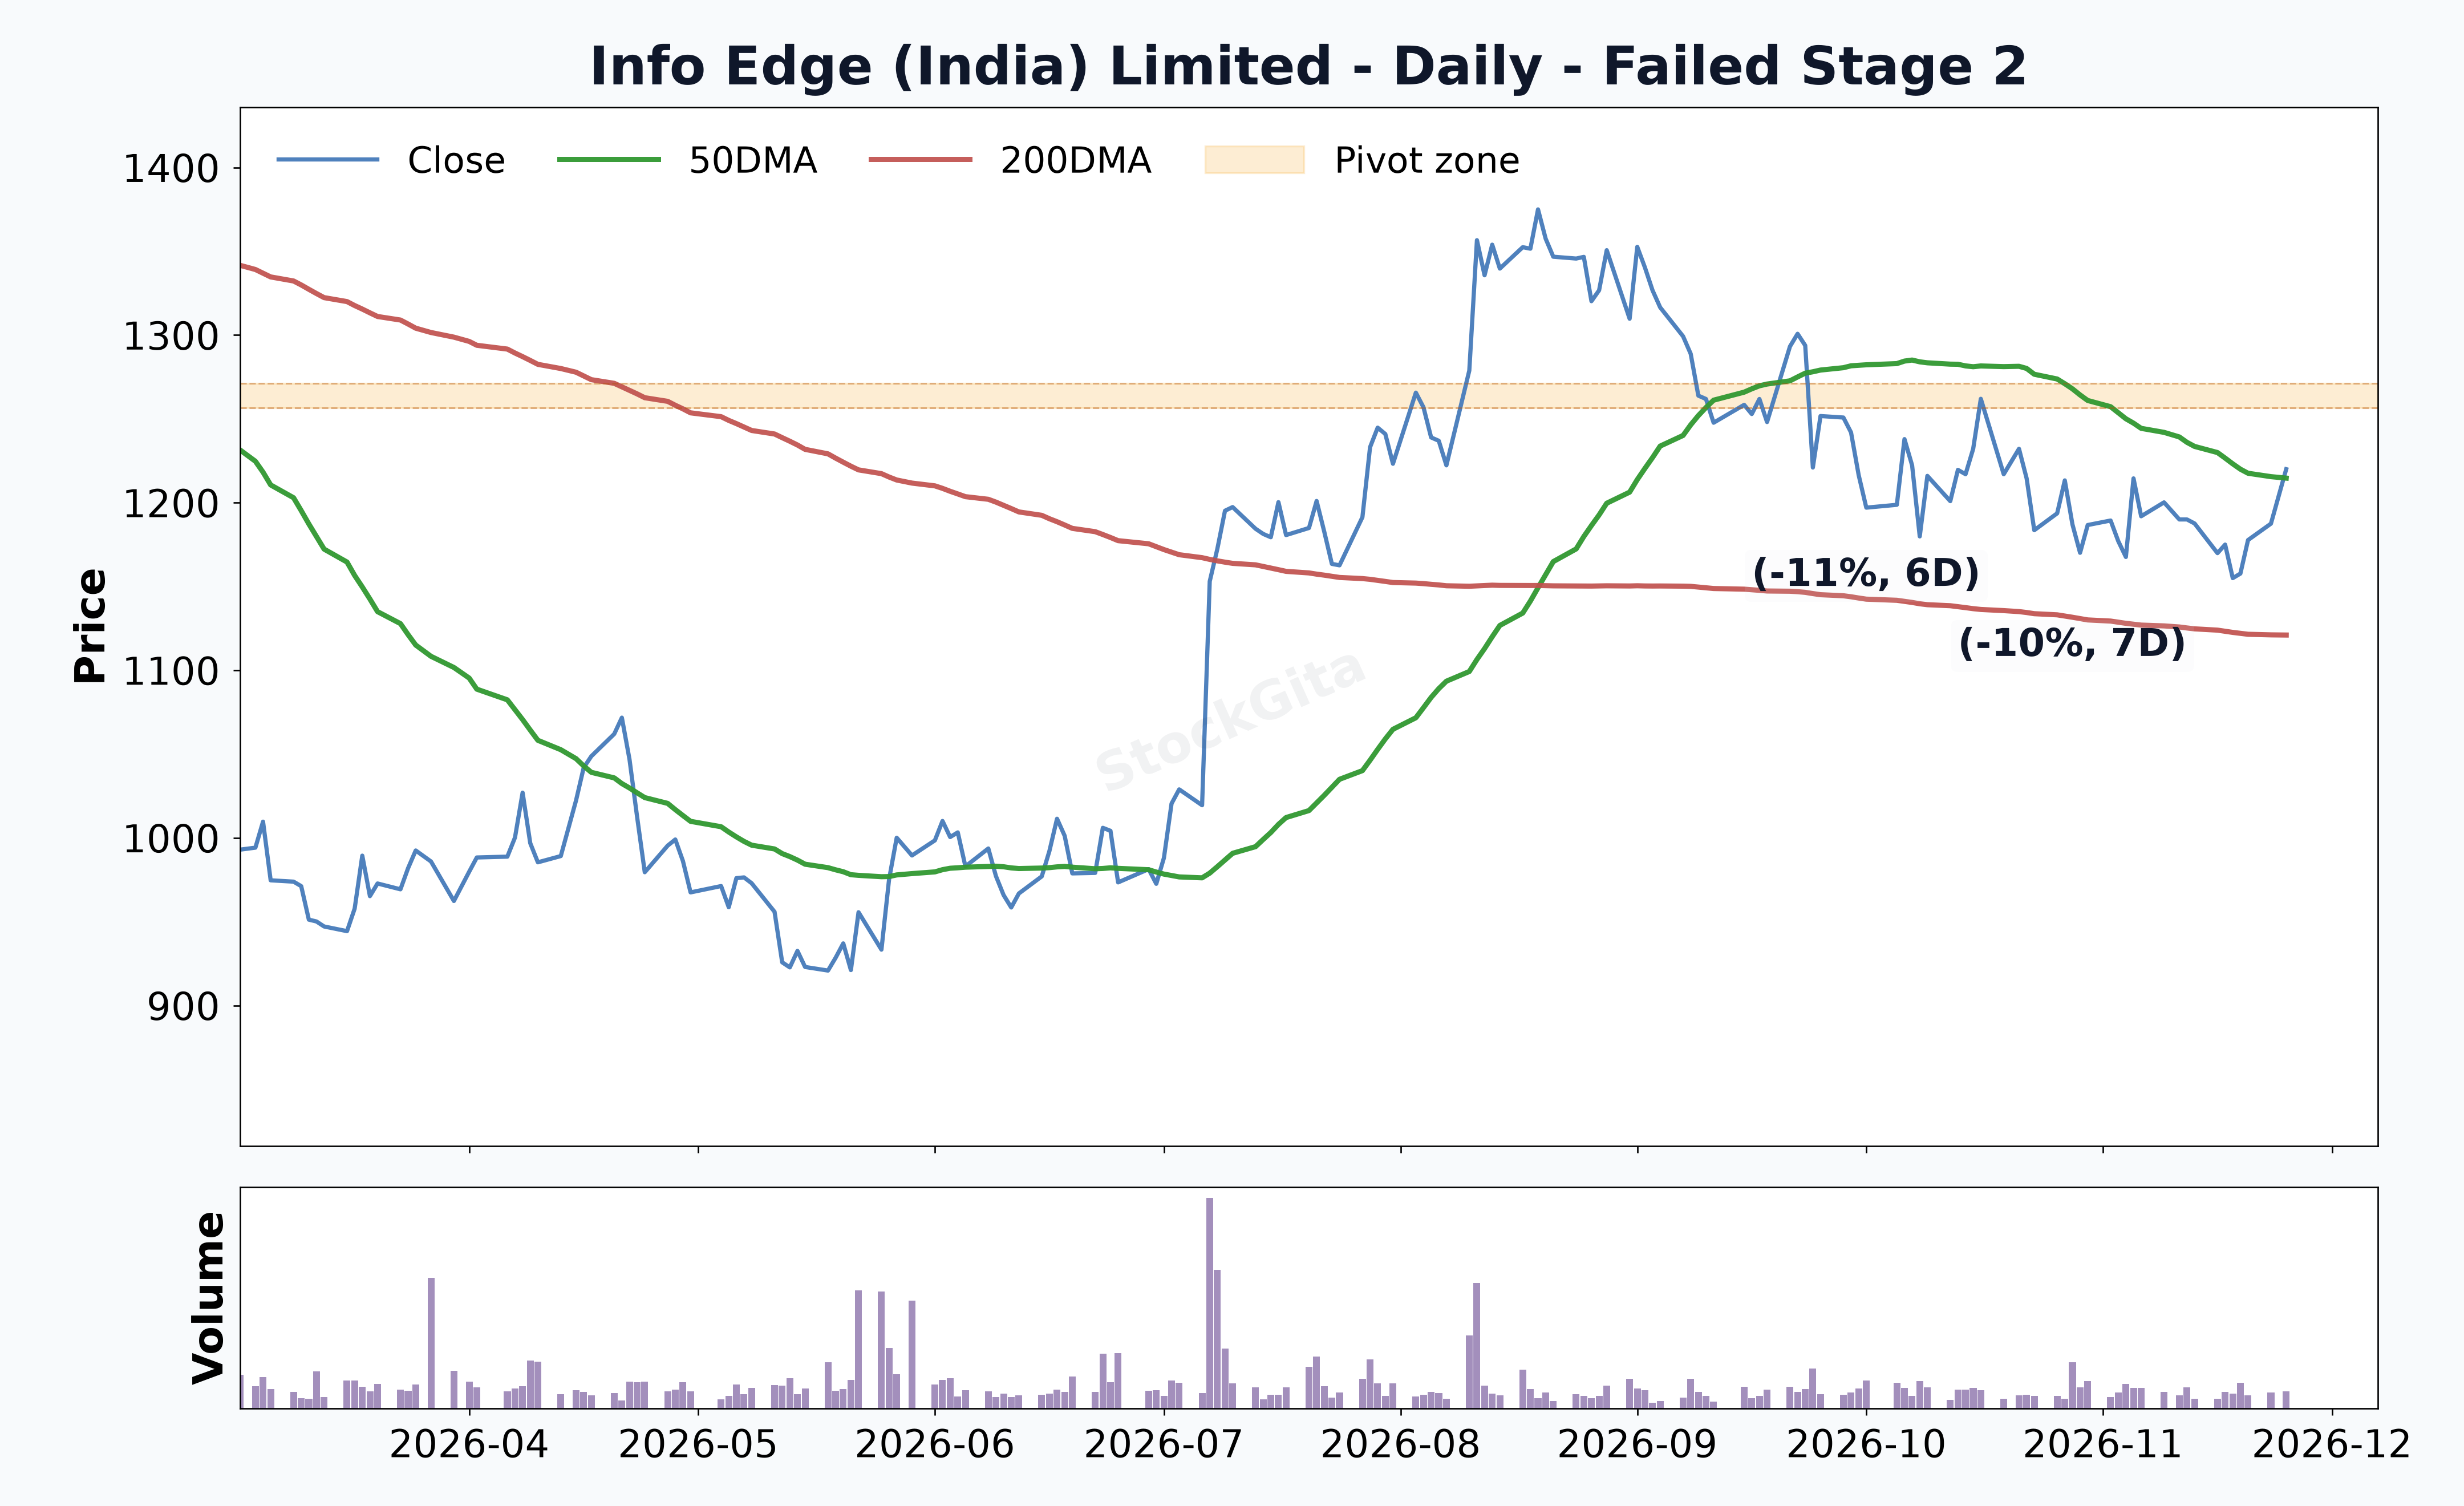 Info Edge (India) Limited - Daily - Failed Stage 2
Close 50DMA 200DMA Pivot zone
1400
1300
1200
1100
1000
900
Price
(-11%, 6D)
(-10%, 7D)
StockGita
Volume
2026-04 2026-05 2026-06 2026-07 2026-08 2026-09 2026-10 2026-11 2026-12